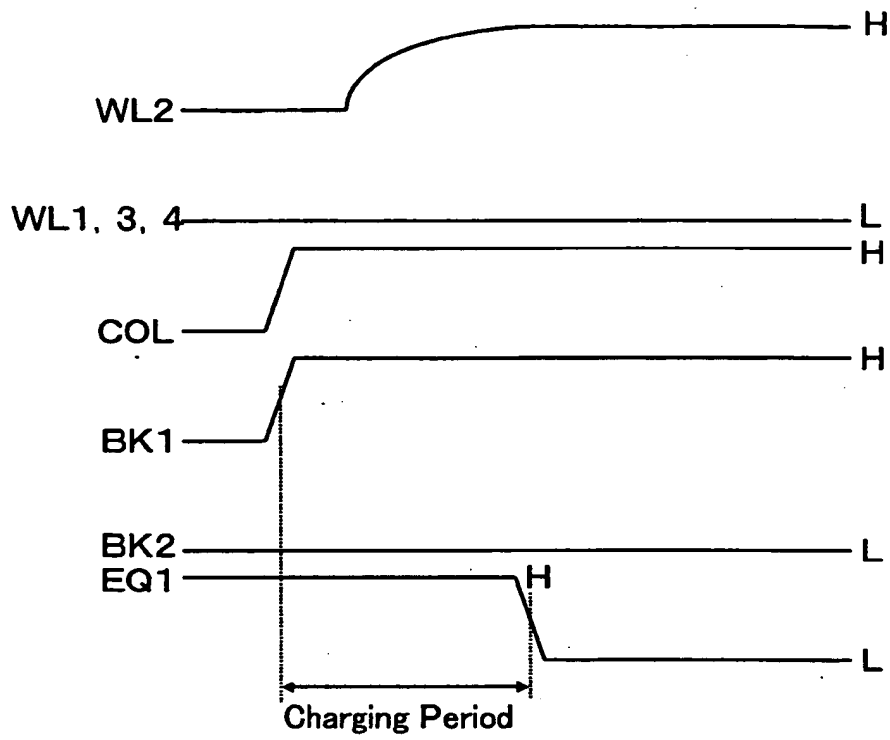 H
WL2
WL1, 3, 4 L
H
COL
H
BK1
BK2 L
EQ1 H
L
Charging Period